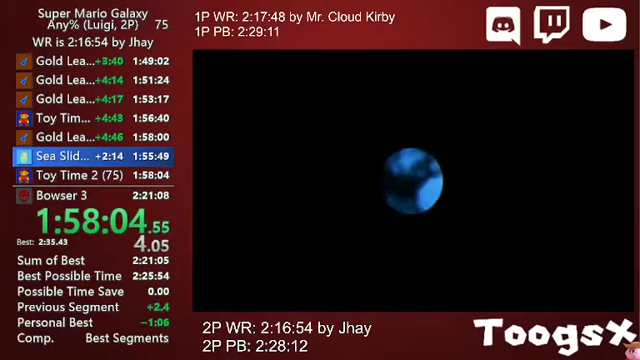 Super Mario Galaxy
Any% (Luigi, 2P) 75
WR is 2:16:54 by Jhay
Gold Lea... +3:40 1:49:02
Gold Lea... +4:14 1:51:24
Gold Lea... +4:17 1:53:17
Toy Tim... +4:43 1:56:40
Gold Lea... +4:46 1:58:00
Sea Slid... +2:14 1:55:49
Toy Time 2 (75) 1:58:04
Bowser 3 2:21:08
1:58:04.55
Best: 2:35.43 4.05
Sum of Best 2:21:05
Best Possible Time 2:25:54
Possible Time Save 0.00
Previous Segment +2.4
Personal Best -1:06
Comp. Best Segments
1P WR: 2:17:48 by Mr. Cloud Kirby
1P PB: 2:29:11
2P WR: 2:16:54 by Jhay
2P PB: 2:28:12
ToogsX